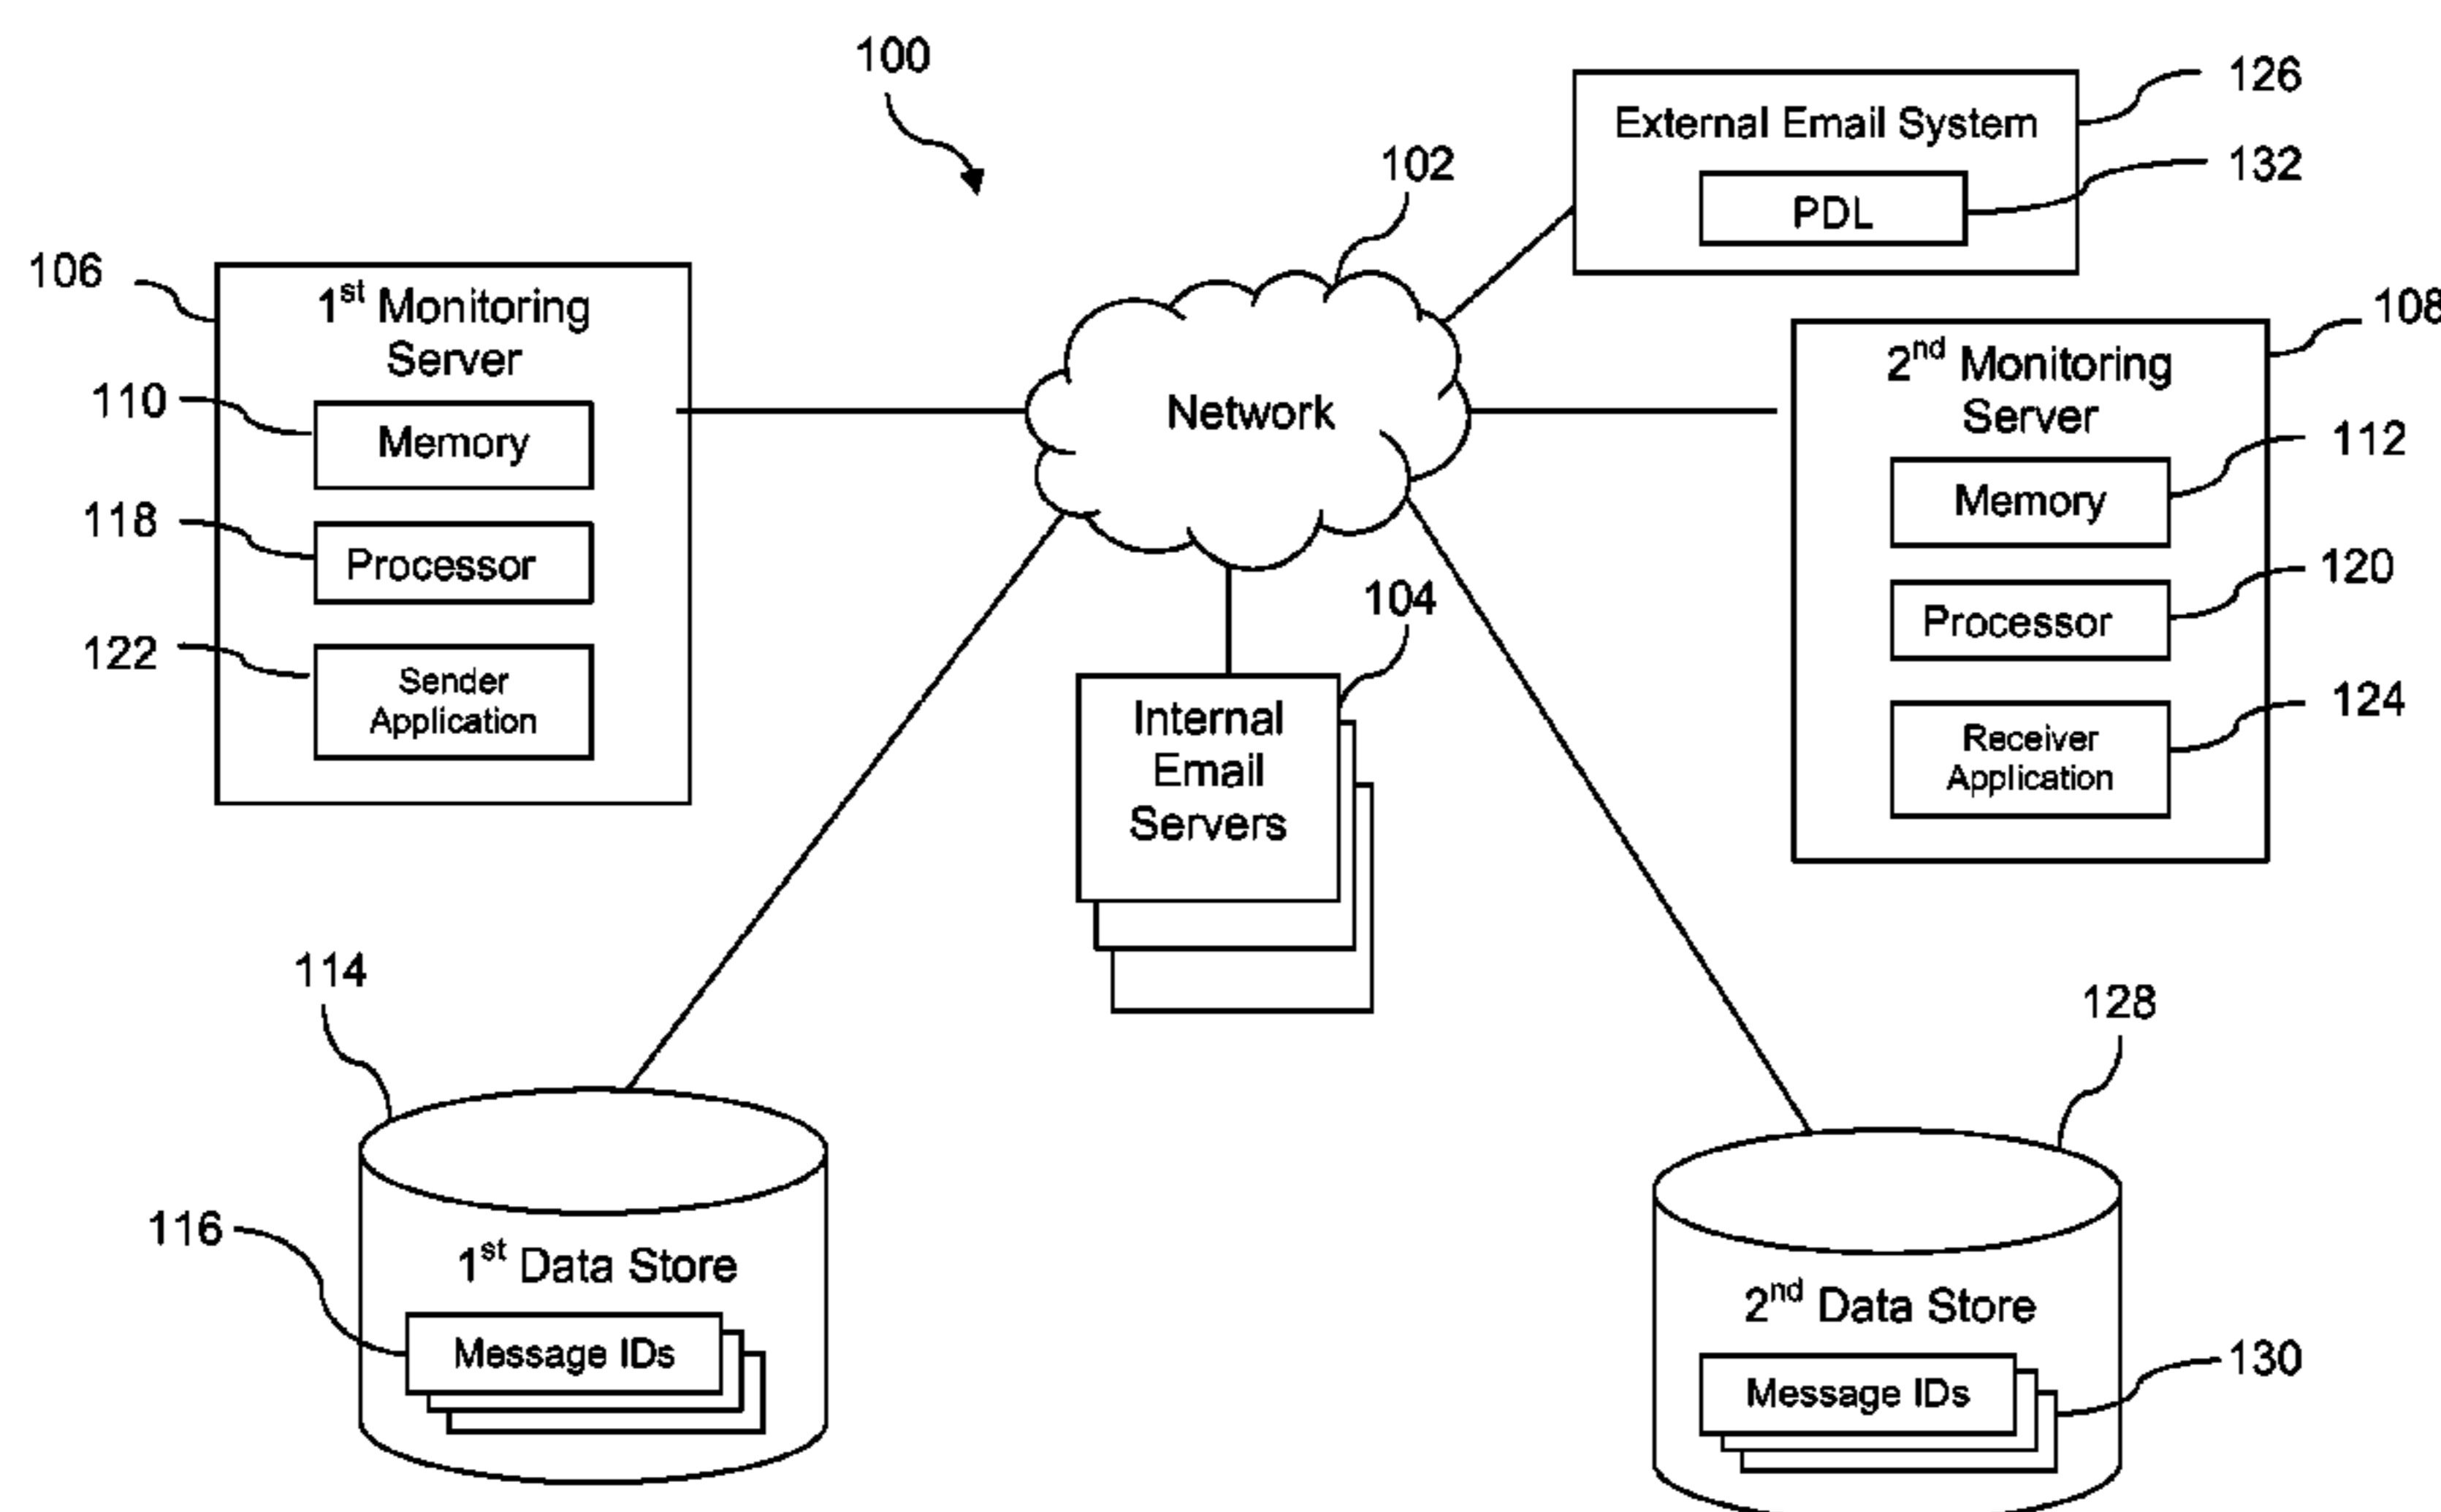 100
126
External Email System
102
132
PDL
106
1st Monitoring
Server
108
2nd Monitoring
Server
110
Memory
Network
112
Memory
118
Processor
104
120
Processor
122
Sender
Application
Internal
Email
Servers
124
Receiver
Application
114
128
116
1st Data Store
2nd Data Store
Message IDs
130
Message IDs